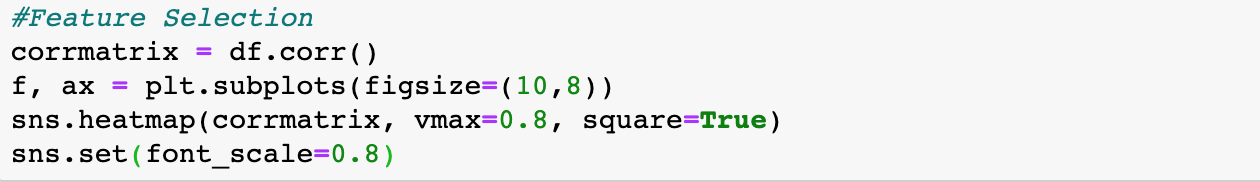 #Feature Selection
corrmatrix = df.corr()
f, ax = plt.subplots(figsize=(10,8))
sns.heatmap(corrmatrix, vmax=0.8, square=True)
sns.set(font_scale=0.8)